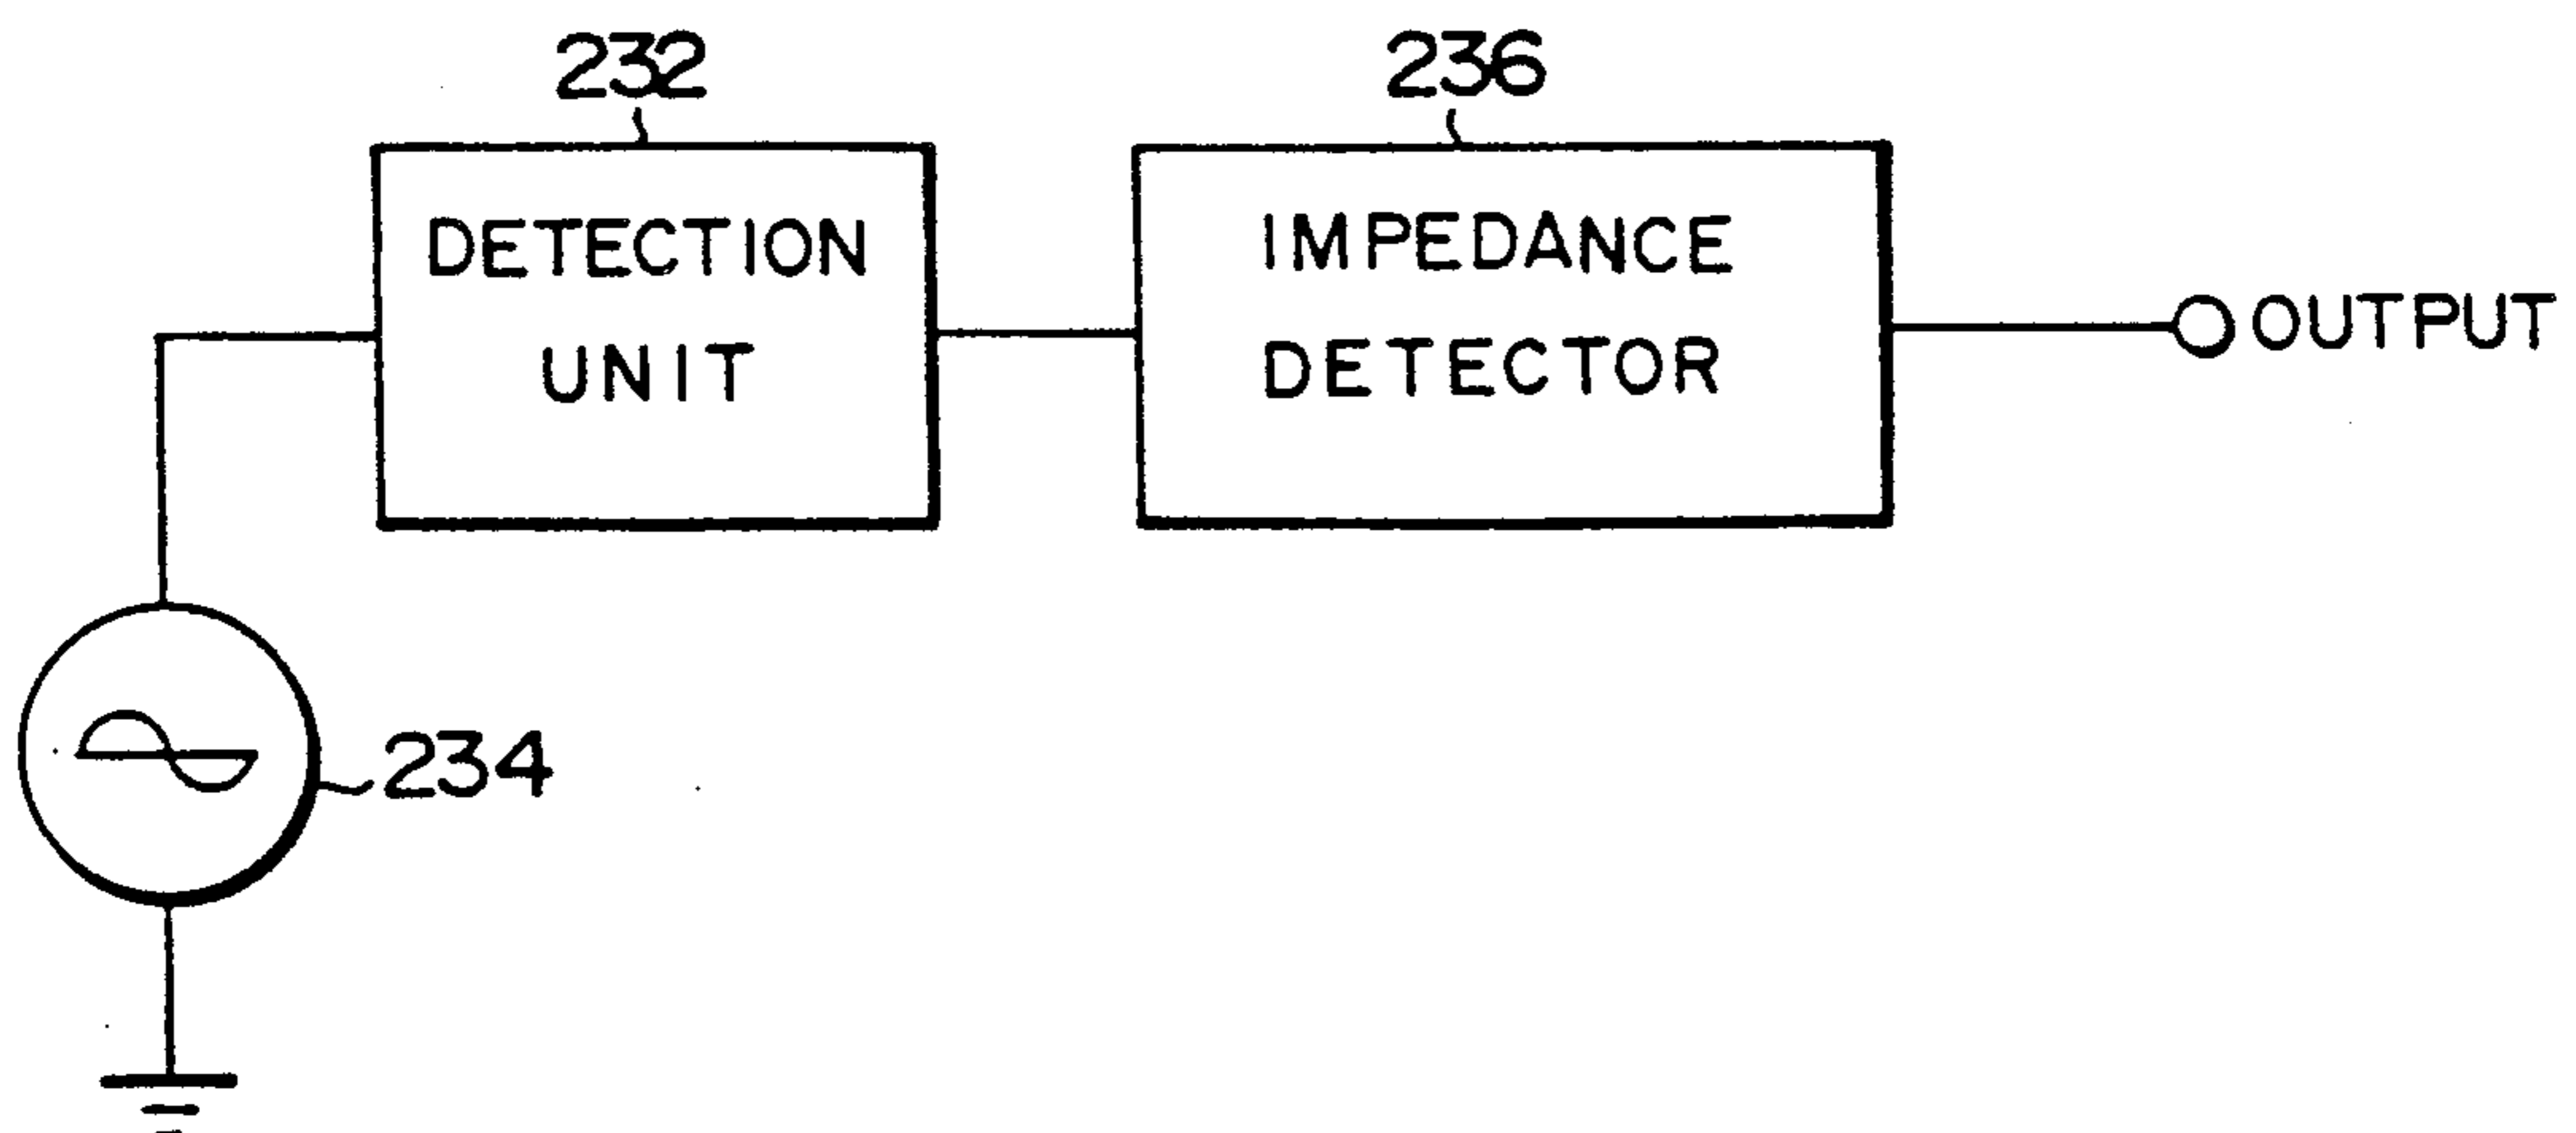 232
236
DETECTION
UNIT
IMPEDANCE
DETECTOR
OUTPUT
234